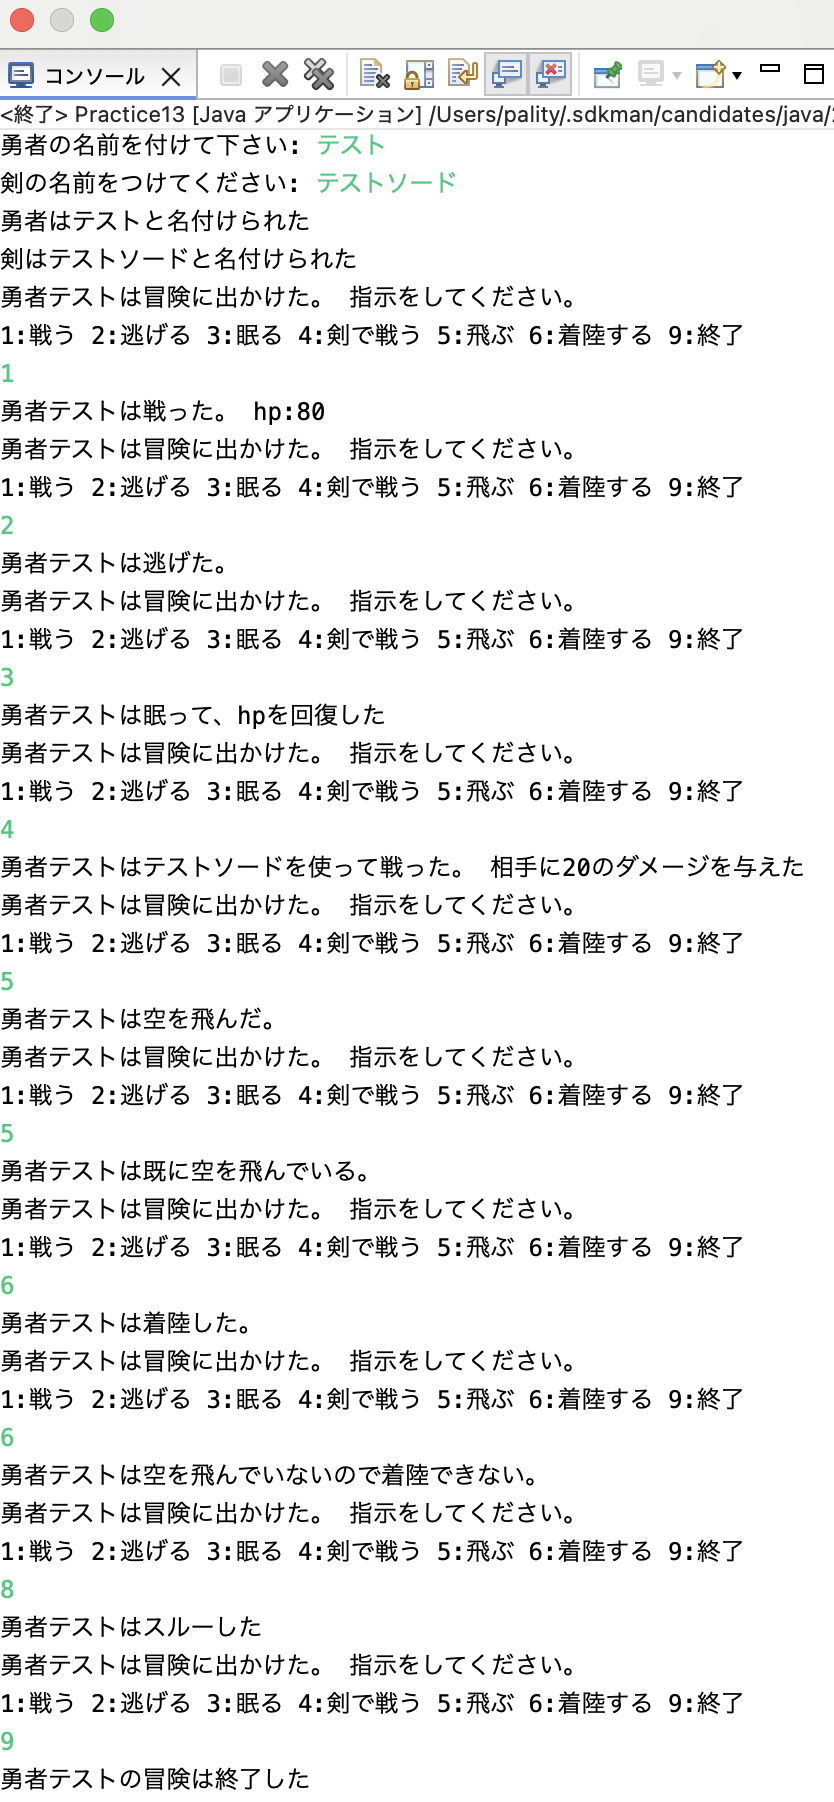 コンソール
<終了> Practice13 [Java アプリケーション] /Users/pality/.sdkman/candidates/java/
勇者の名前を付けて下さい: テスト
剣の名前をつけてください: テストソード
勇者はテストと名付けられた
剣はテストソードと名付けられた
勇者テストは冒険に出かけた。 指示をしてください。
1:戦う 2:逃げる 3:眠る 4:剣で戦う 5:飛ぶ 6:着陸する 9:終了
1
勇者テストは戦った。 hp:80
勇者テストは冒険に出かけた。 指示をしてください。
1:戦う 2:逃げる 3:眠る 4:剣で戦う 5:飛ぶ 6:着陸する 9:終了
2
勇者テストは逃げた。
勇者テストは冒険に出かけた。 指示をしてください。
1:戦う 2:逃げる 3:眠る 4:剣で戦う 5:飛ぶ 6:着陸する 9:終了
3
勇者テストは眠って、hpを回復した
勇者テストは冒険に出かけた。 指示をしてください。
1:戦う 2:逃げる 3:眠る 4:剣で戦う 5:飛ぶ 6:着陸する 9:終了
4
勇者テストはテストソードを使って戦った。 相手に20のダメージを与えた
勇者テストは冒険に出かけた。 指示をしてください。
1:戦う 2:逃げる 3:眠る 4:剣で戦う 5:飛ぶ 6:着陸する 9:終了
5
勇者テストは空を飛んだ。
勇者テストは冒険に出かけた。 指示をしてください。
1:戦う 2:逃げる 3:眠る 4:剣で戦う 5:飛ぶ 6:着陸する 9:終了
5
勇者テストは既に空を飛んでいる。
勇者テストは冒険に出かけた。 指示をしてください。
1:戦う 2:逃げる 3:眠る 4:剣で戦う 5:飛ぶ 6:着陸する 9:終了
6
勇者テストは着陸した。
勇者テストは冒険に出かけた。 指示をしてください。
1:戦う 2:逃げる 3:眠る 4:剣で戦う 5:飛ぶ 6:着陸する 9:終了
6
勇者テストは空を飛んでいないので着陸できない。
勇者テストは冒険に出かけた。 指示をしてください。
1:戦う 2:逃げる 3:眠る 4:剣で戦う 5:飛ぶ 6:着陸する 9:終了
8
勇者テストはスルーした
勇者テストは冒険に出かけた。 指示をしてください。
1:戦う 2:逃げる 3:眠る 4:剣で戦う 5:飛ぶ 6:着陸する 9:終了
9
勇者テストの冒険は終了した